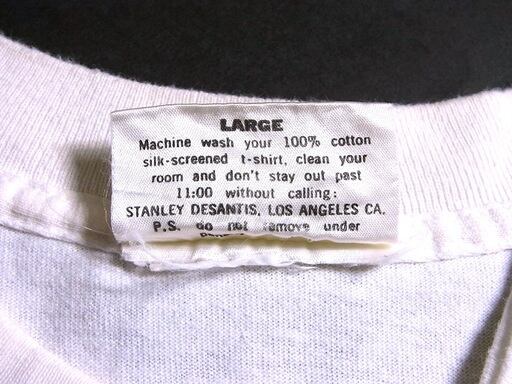 LARGE
Machine wash your 100% cotton
silk-screened t-shirt, clean your
room and don't stay out past
11:00 without calling:
STANLEY DESANTIS, LOS ANGELES CA.
P.S. do not remove under